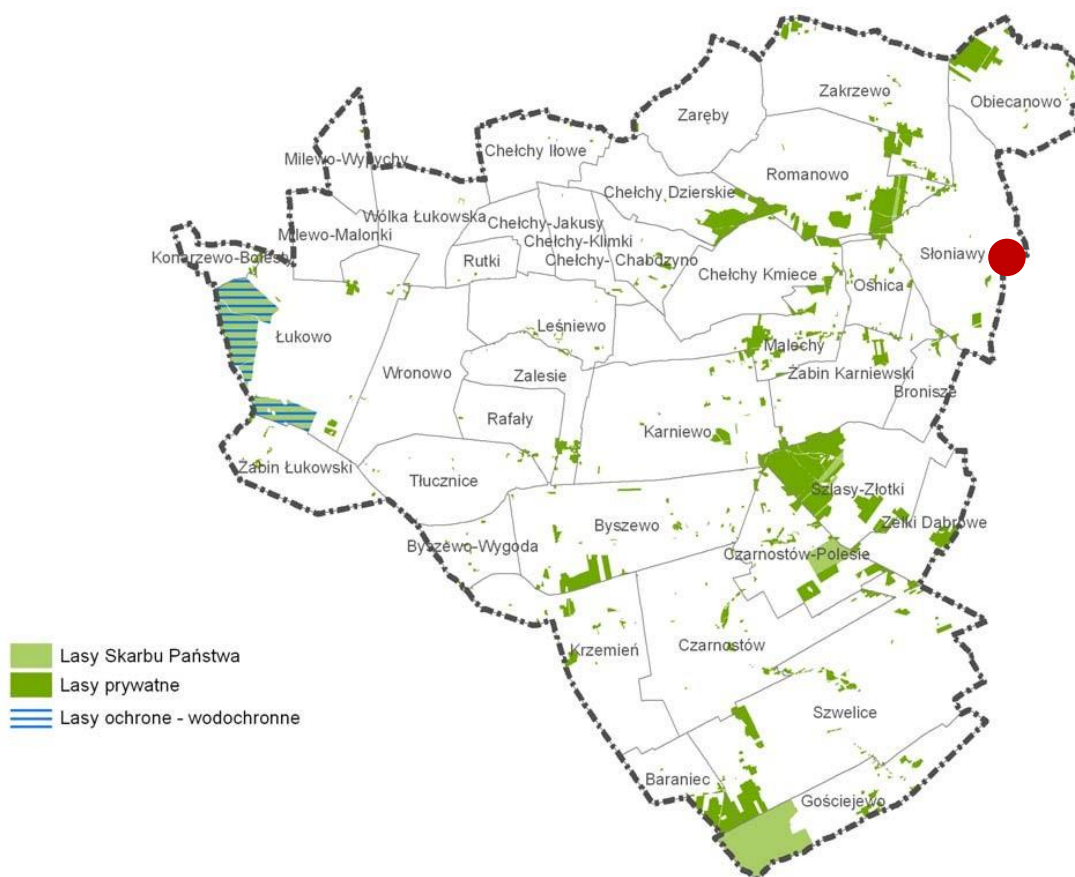 Zakrzewo
Obiecanowo
Zaręby
Chełchy Iłowe
Milewo-Wypychy
Romanowo
Chełchy Dzierskie
Wólka Łukowska
Chełchy-Jakusy
Milewo-Malonki
Chełchy-Klimki
Słoniawy
Konarzewo-Bolesty
Rutki
Chełchy- Chabdzyno
Chełchy Kmiece
Ośnica
Łukowo
Leśniewo
Malechy
Wronowo
Zalesie
Żabin Karniewski
Bronisze
Rafały
Karniewo
Żabin Łukowski
Tłucznice
Szlasy-Złotki
Byszewo
Zelki Dąbrowe
Byszewo-Wygoda
Czarnostów-Polesie
Krzemień
Czarnostów
Lasy Skarbu Państwa
Lasy prywatne
Lasy ochrone - wodochronne
Szwelice
Baraniec
Gościejewo